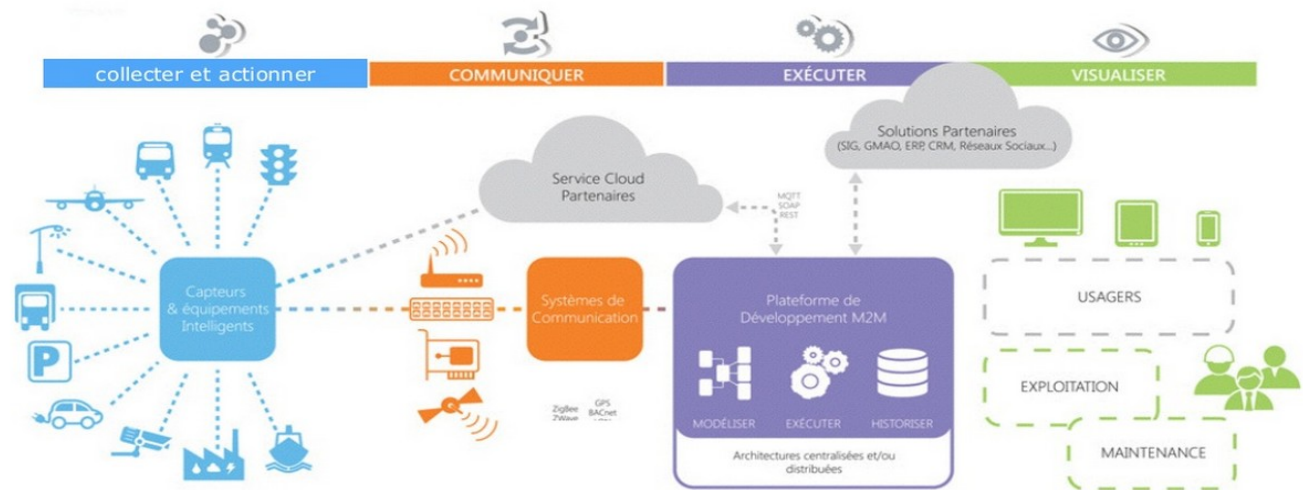 collecter et actionner
COMMUNIQUER
EXÉCUTER
VISUALISER
Service Cloud
Partenaires
Solutions Partenaires
(SIG, GMAO, ERP, CRM, Réseaux Sociaux...)
MQTT
SOAP
REST
Capteurs
& équipements
Intelligents
P
Systèmes de
Communication
ZigBee
ZWave
GPS
BACnet
Plateforme de
Développement M2M
MODÉLISER
EXÉCUTER
HISTORISER
Architectures centralisées et/ou
distribuées
USAGERS
EXPLOITATION
MAINTENANCE